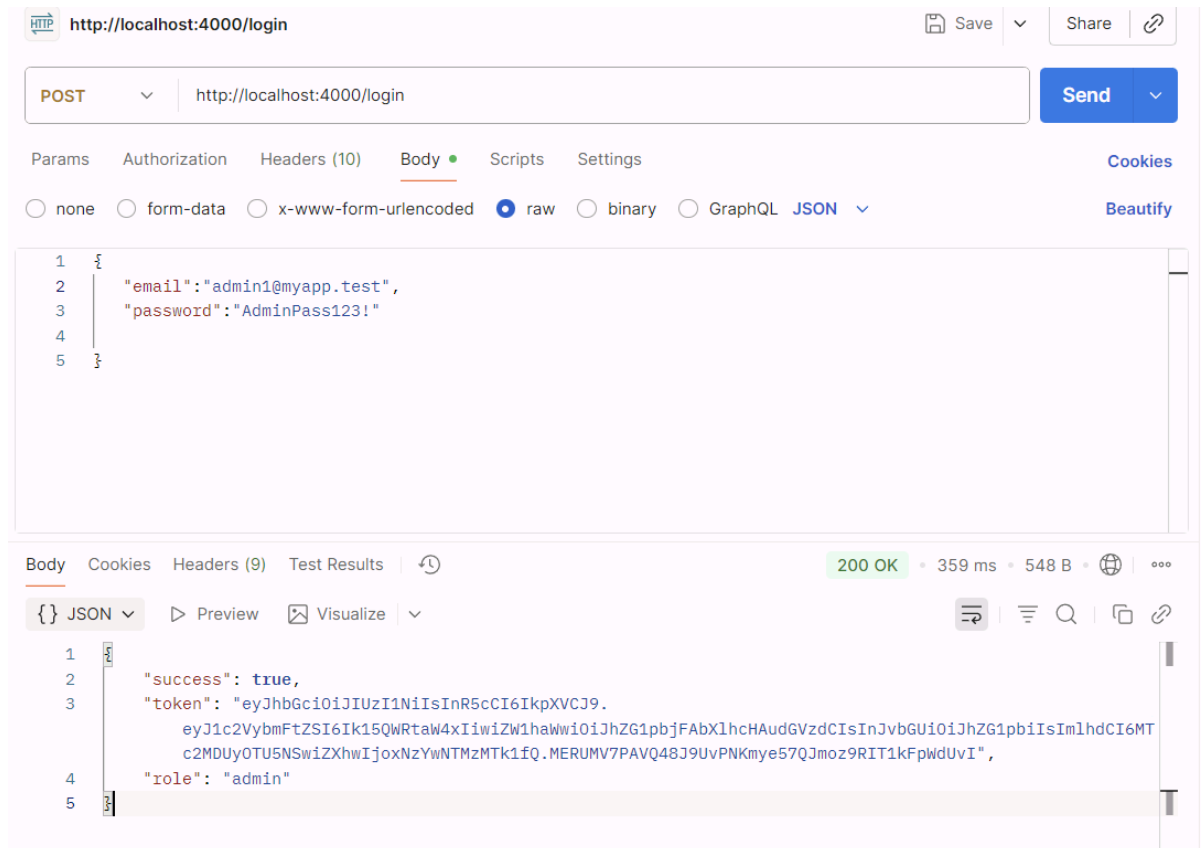 HTTP http://localhost:4000/login Save Share
POST http://localhost:4000/login Send
Params Authorization Headers (10) Body Scripts Settings Cookies
none form-data x-www-form-urlencoded raw binary GraphQL JSON Beautify
1 {
2 "email":"admin1@myapp.test",
3 "password":"AdminPass123!"
4
5 }
Body Cookies Headers (9) Test Results 200 OK • 359 ms • 548 B
{} JSON Preview Visualize
1 {
2 "success": true,
3 "token": "eyJhbGciOiJIUzI1NiIsInR5cCI6IkpXVCJ9.
eyJ1c2VybmFtZSI6Ik15QWRtaW4xIiwiZW1haWwiOiJhZG1pbjFAbXlhcHAudGVzdCIsInJvbGUiOiJhZG1pbiIsImlhdCI6MT
c2MDUyOTU5NSwiZXhwIjoxNzYwNTMzMTk1fQ.MERUMV7PAVQ48J9UvPNKmye57QJmoz9RIT1kFpWdUvI",
4 "role": "admin"
5 }